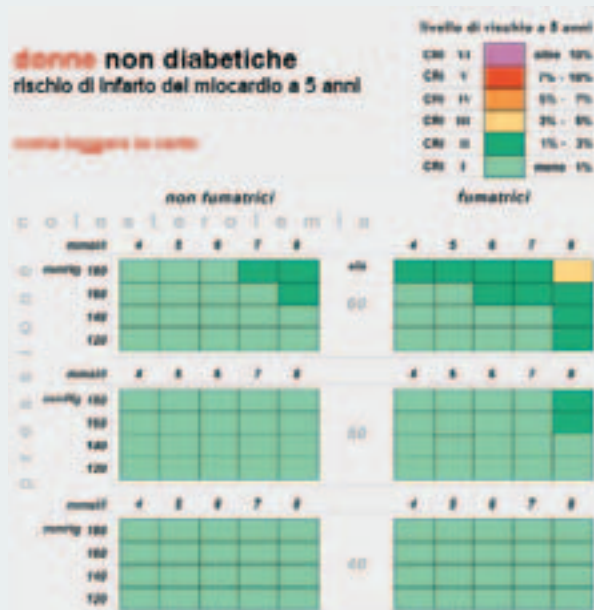 livello di rischio a 5 anni
donne non diabetiche
rischio di infarto del miocardio a 5 anni
come leggere la carta
CRI VI oltre 10%
CRI V 7% - 10%
CRI IV 5% - 7%
CRI III 3% - 5%
CRI II 1% - 3%
CRI I meno 1%
non fumatrici fumatrici
colesterolemia
mmol/l 4 5 6 7 8 4 5 6 7 8
mmHg 180 età
160 60
140
120
pressione
mmol/l 4 5 6 7 8 4 5 6 7 8
mmHg 180
160 50
140
120
mmol/l 4 5 6 7 8 4 5 6 7 8
mmHg 180
160 40
140
120